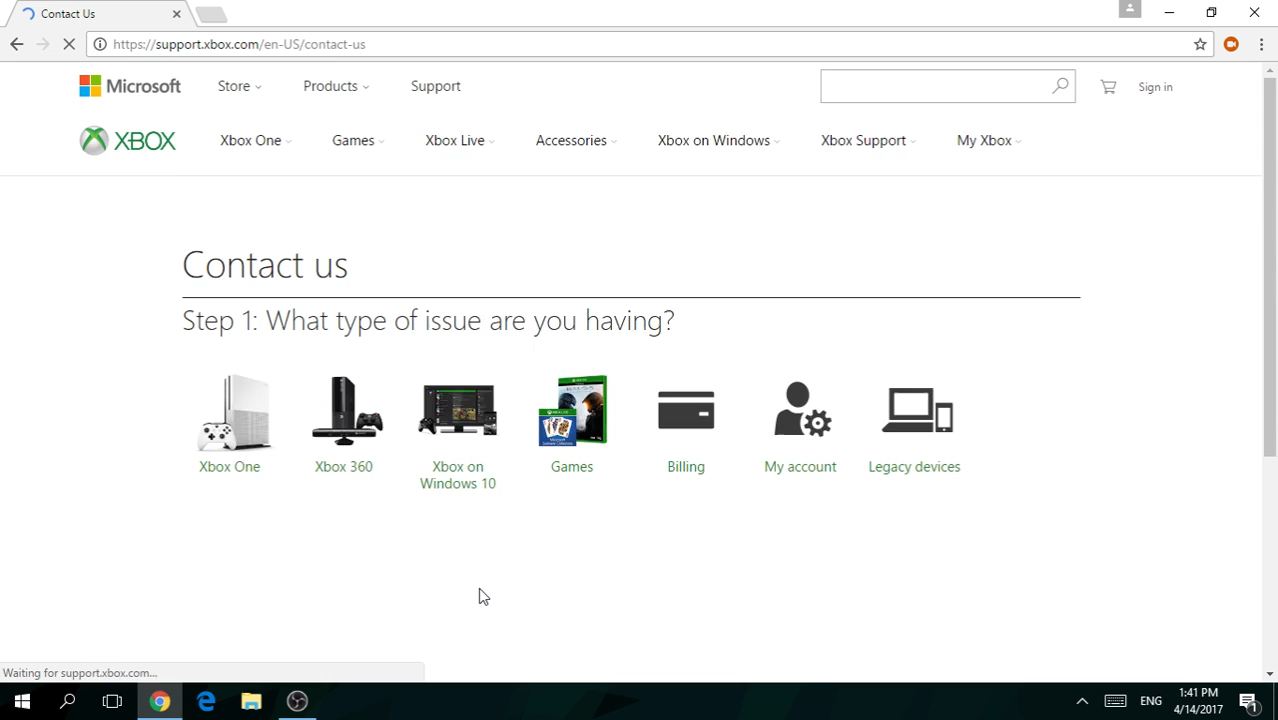 Contact Us
https://support.xbox.com/en-US/contact-us
Microsoft Store Products Support Sign in
XBOX Xbox One Games Xbox Live Accessories Xbox on Windows Xbox Support My Xbox
Contact us
Step 1: What type of issue are you having?
Xbox One Xbox 360 Xbox on Games Billing My account Legacy devices
Windows 10
Waiting for support.xbox.com...
ENG 1:41 PM
4/14/2017 1